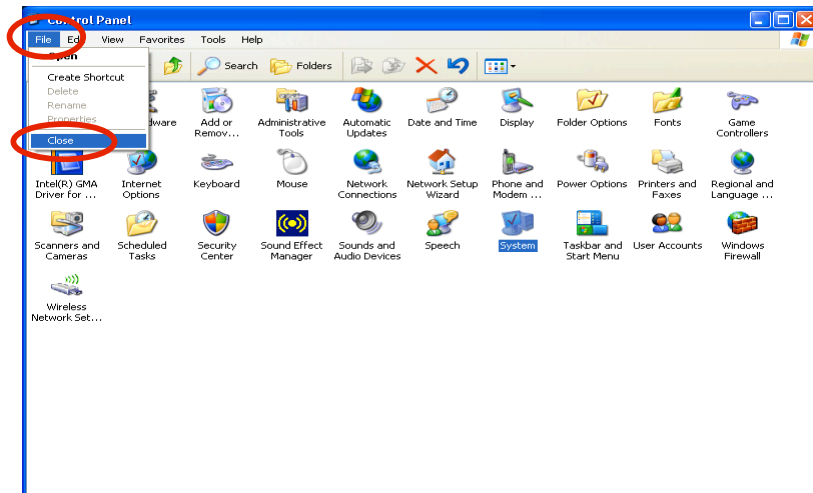 Control Panel
File Edit View Favorites Tools Help
Open
Search Folders
Create Shortcut
Delete
Rename
Properties
Close
Add or
Remov...
Administrative
Tools
Automatic
Updates
Date and Time
Display
Folder Options
Fonts
Game
Controllers
Intel(R) GMA
Driver for ...
Internet
Options
Keyboard
Mouse
Network
Connections
Network Setup
Wizard
Phone and
Modem ...
Power Options
Printers and
Faxes
Regional and
Language ...
Scanners and
Cameras
Scheduled
Tasks
Security
Center
Sound Effect
Manager
Sounds and
Audio Devices
Speech
System
Taskbar and
Start Menu
User Accounts
Windows
Firewall
Wireless
Network Set...